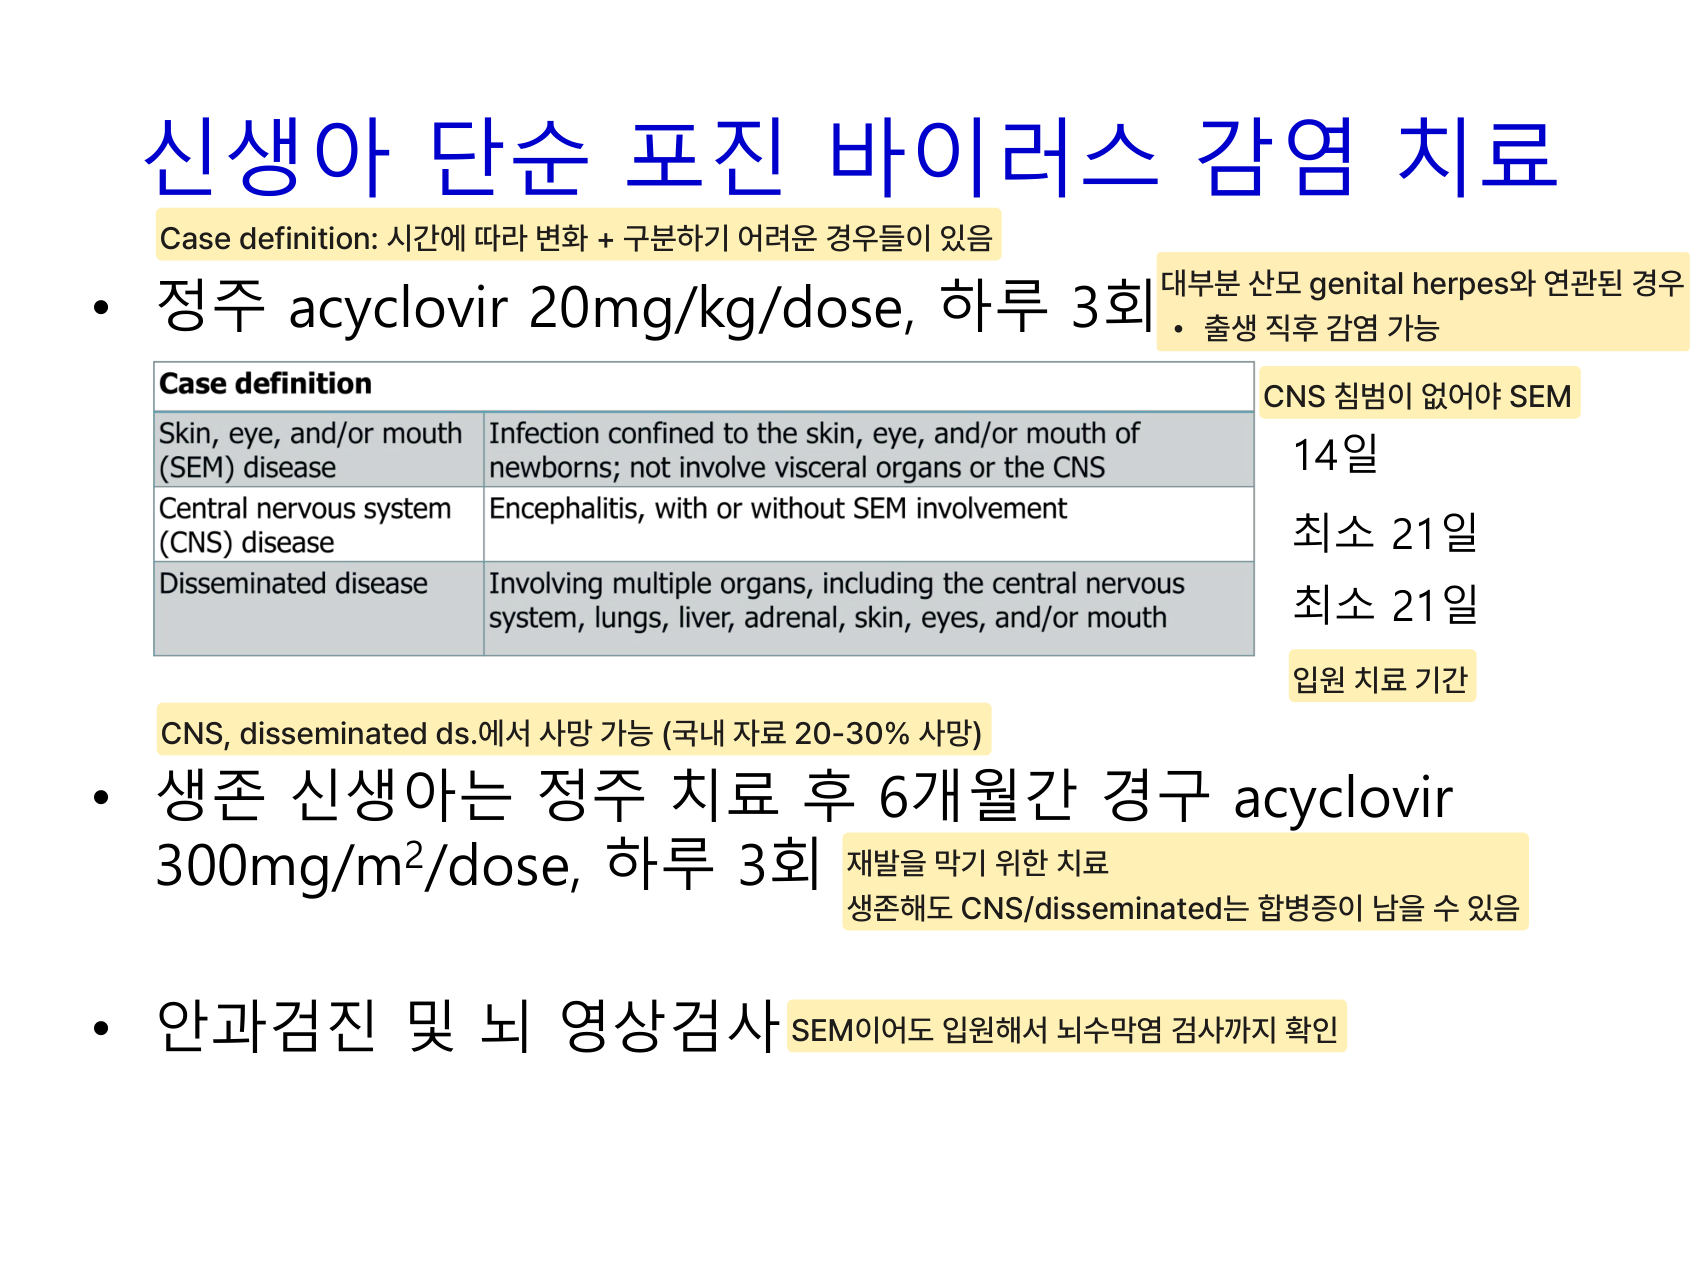 신생아 단순 포진 바이러스 감염 치료
Case definition: 시간에 따라 변화 + 구분하기 어려운 경우들이 있음
• 정주 acyclovir 20mg/kg/dose, 하루 3회
대부분 산모 genital herpes와 연관된 경우
• 출생 직후 감염 가능
Case definition
CNS 침범이 없어야 SEM
Skin, eye, and/or mouth
(SEM) disease
Infection confined to the skin, eye, and/or mouth of
newborns; not involve visceral organs or the CNS
14일
Central nervous system
(CNS) disease
Encephalitis, with or without SEM involvement
최소 21일
Disseminated disease
Involving multiple organs, including the central nervous
system, lungs, liver, adrenal, skin, eyes, and/or mouth
최소 21일
입원 치료 기간
CNS, disseminated ds.에서 사망 가능 (국내 자료 20-30% 사망)
• 생존 신생아는 정주 치료 후 6개월간 경구 acyclovir
300mg/m²/dose, 하루 3회
재발을 막기 위한 치료
생존해도 CNS/disseminated는 합병증이 남을 수 있음
• 안과검진 및 뇌 영상검사
SEM이어도 입원해서 뇌수막염 검사까지 확인